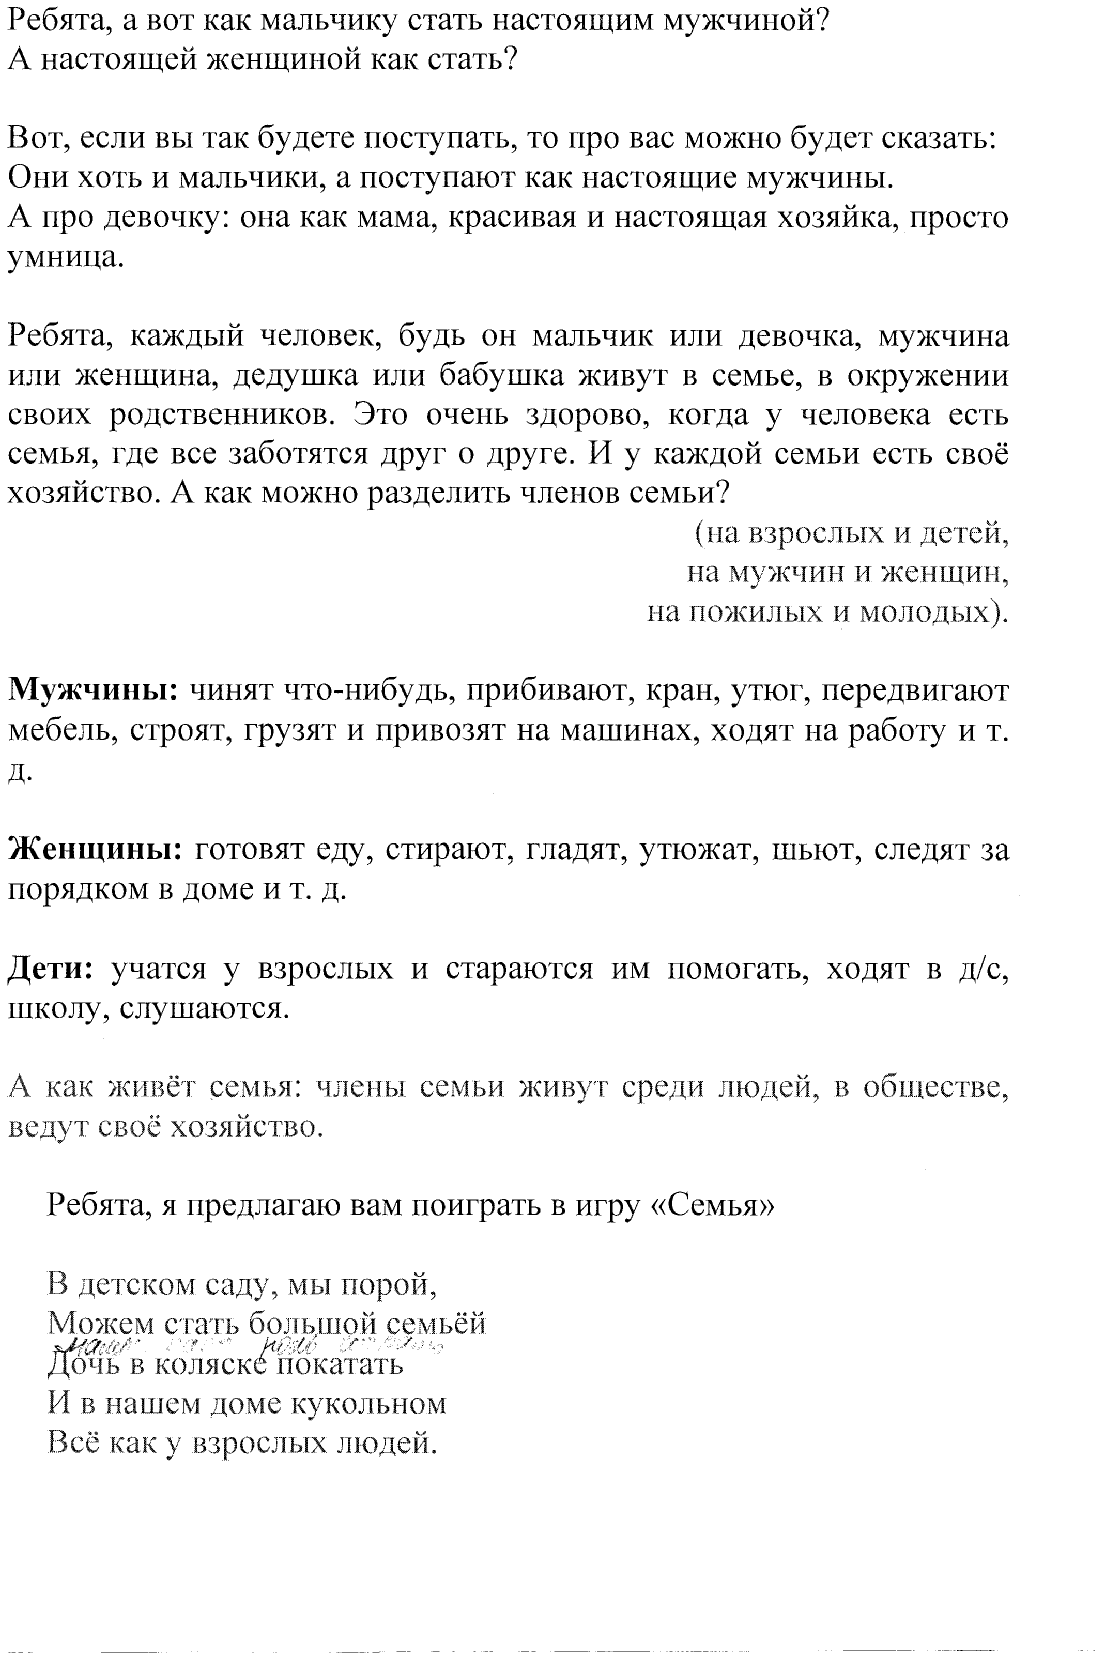 Ребята, а вот как мальчику стать настоящим мужчиной?
А настоящей женщиной как стать?
Вот, если вы так будете поступать, то про вас можно будет сказать:
Они хоть и мальчики, а поступают как настоящие мужчины.
А про девочку: она как мама, красивая и настоящая хозяйка, просто
умница.
Ребята, каждый человек, будь он мальчик или девочка, мужчина
или женщина, дедушка или бабушка живут в семье, в окружении
своих родственников. Это очень здорово, когда у человека есть
семья, где все заботятся друг о друге. И у каждой семьи есть своё
хозяйство. А как можно разделить членов семьи?
(на взрослых и детей,
на мужчин и женщин,
на пожилых и молодых).
Мужчины: чинят что-нибудь, прибивают, кран, утюг, передвигают
мебель, строят, грузят и привозят на машинах, ходят на работу и т.
д.
Женщины: готовят еду, стирают, гладят, утюжат, шьют, следят за
порядком в доме и т. д.
Дети: учатся у взрослых и стараются им помогать, ходят в д/с,
школу, слушаются.
А как живёт семья: члены семьи живут среди людей, в обществе,
ведут своё хозяйство.
Ребята, я предлагаю вам поиграть в игру «Семья»
В детском саду, мы порой,
Можем стать большой семьёй
Дочь в коляске покатать
И в нашем доме кукольном
Всё как у взрослых людей.